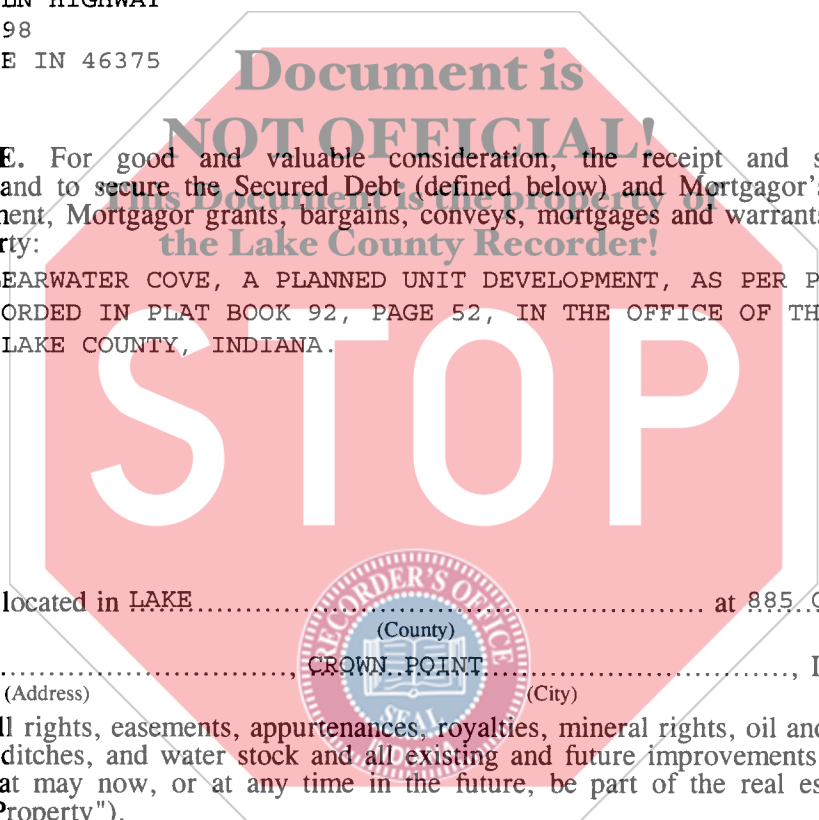 LN HIGHWAY
98
E IN 46375
Document is
NOT OFFICIAL!
This Document is the property of
the Lake County Recorder!
E. For good and valuable consideration, the receipt and s
and to secure the Secured Debt (defined below) and Mortgagor's
ent, Mortgagor grants, bargains, conveys, mortgages and warrants
rty:
EARWATER COVE, A PLANNED UNIT DEVELOPMENT, AS PER P
ORDED IN PLAT BOOK 92, PAGE 52, IN THE OFFICE OF TH
LAKE COUNTY, INDIANA.
STOP
located in LAKE at 885
(County)
, CROWN POINT , I
(Address) (City)
RECORDER'S OFFICE
SEAL
INDIANA
ll rights, easements, appurtenances, royalties, mineral rights, oil and
ditches, and water stock and all existing and future improvements
at may now, or at any time in the future, be part of the real es
Property").